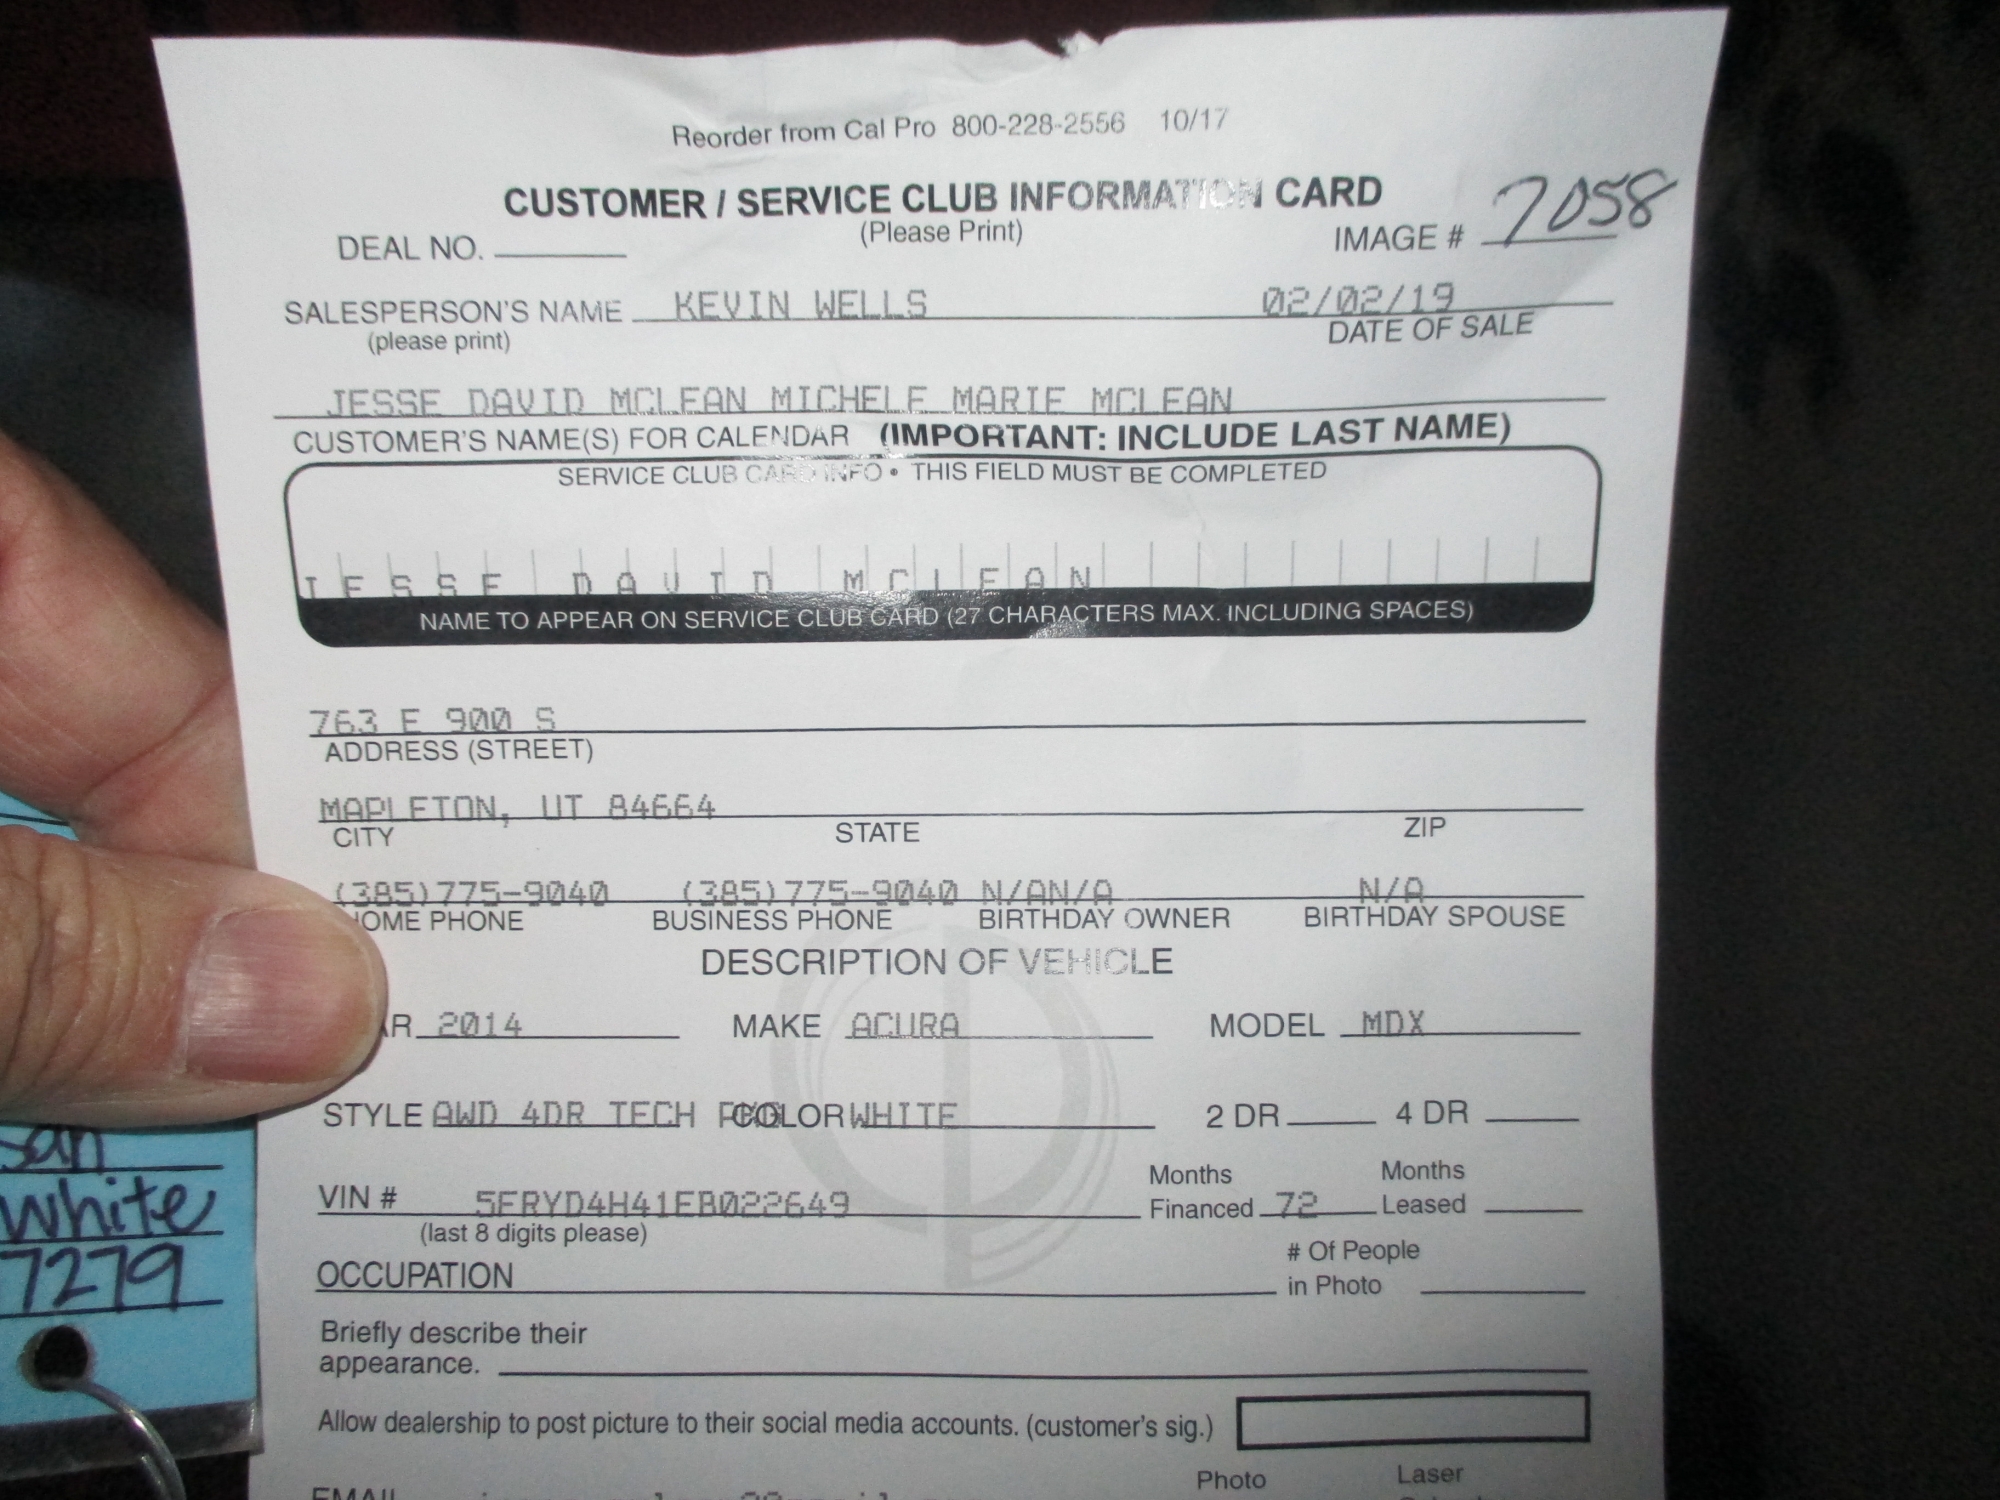 Reorder from Cal Pro 800-228-2556 10/17
CUSTOMER / SERVICE CLUB INFORMATION CARD
(Please Print)
DEAL NO. IMAGE # 7058
SALESPERSON'S NAME KEVIN WELLS 02/02/19
(please print) DATE OF SALE
JESSE DAVID MCLEAN MICHELE MARIE MCLEAN
CUSTOMER'S NAME(S) FOR CALENDAR (IMPORTANT: INCLUDE LAST NAME)
SERVICE CLUB CARD INFO • THIS FIELD MUST BE COMPLETED
JESSE DAVID MCLEAN
NAME TO APPEAR ON SERVICE CLUB CARD (27 CHARACTERS MAX. INCLUDING SPACES)
763 E 900 S
ADDRESS (STREET)
MAPLETON, UT 84664
CITY STATE ZIP
(385)775-9040 (385)775-9040 N/AN/A N/A
OME PHONE BUSINESS PHONE BIRTHDAY OWNER BIRTHDAY SPOUSE
DESCRIPTION OF VEHICLE
AR 2014 MAKE ACURA MODEL MDX
STYLE AWD 4DR TECH PKG COLOR WHITE 2 DR 4 DR
VIN # 5FRYD4H41EB022649 Months Financed 72 Months Leased
(last 8 digits please)
OCCUPATION # Of People in Photo
Briefly describe their
appearance.
Allow dealership to post picture to their social media accounts. (customer's sig.)
EMAIL Photo Laser
san
white
7279